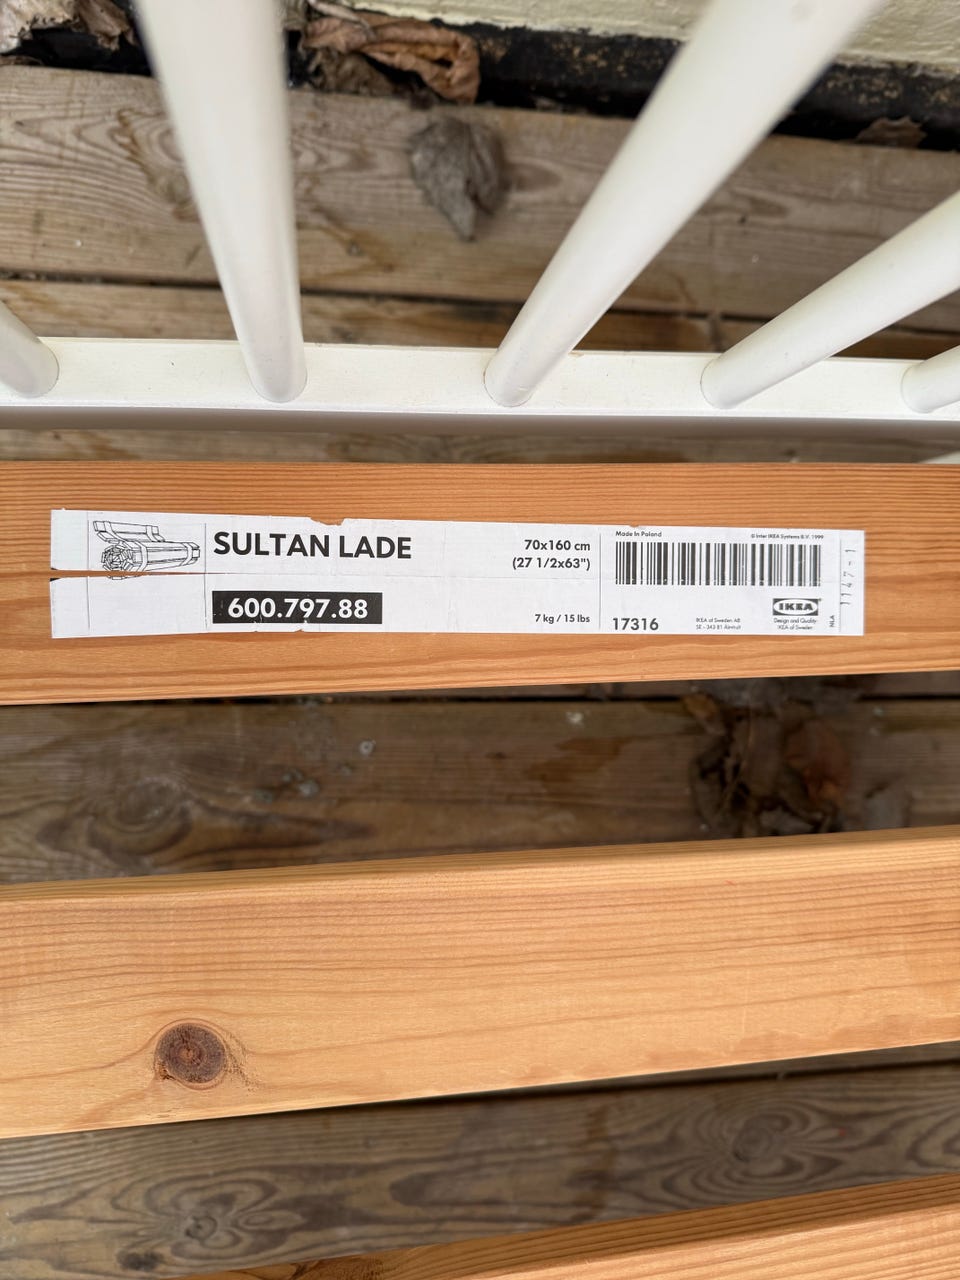 SULTAN LADE
600.797.88
70x160 cm
(27 1/2x63")
7 kg / 15 lbs
Made in Poland
© Inter IKEA Systems B.V. 1999
17316
IKEA of Sweden AB
SE - 343 81 Älmhult
IKEA
Design and Quality
IKEA of Sweden
NLA
1147-1